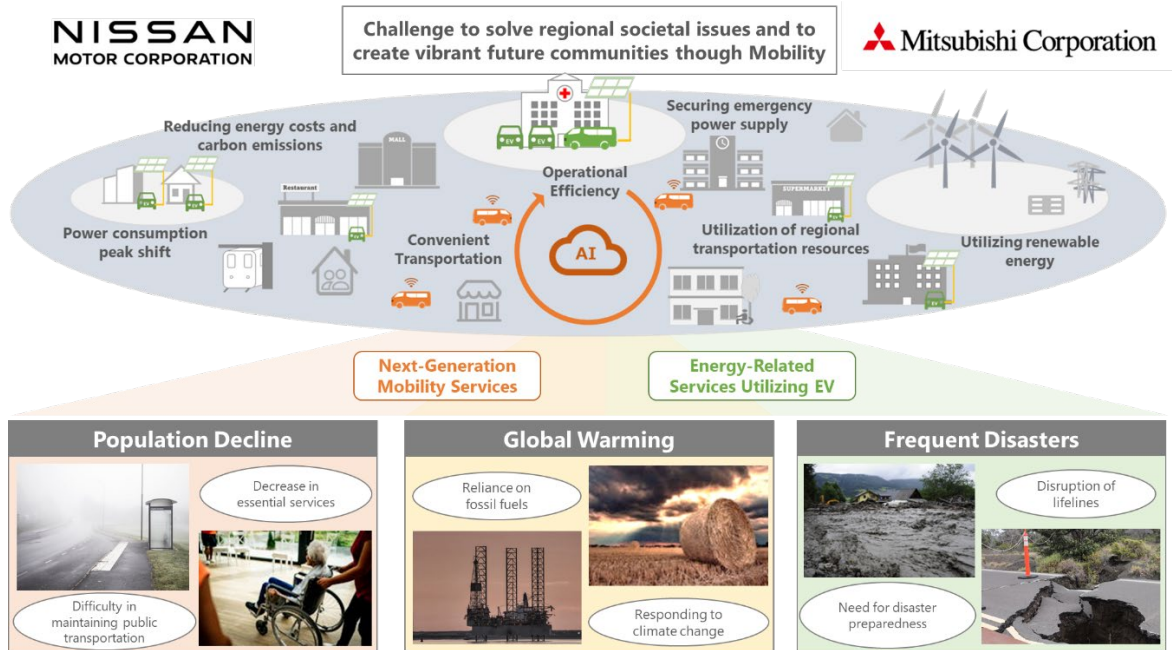 NISSAN
MOTOR CORPORATION
Challenge to solve regional societal issues and to
create vibrant future communities though Mobility
Mitsubishi Corporation
Reducing energy costs and
carbon emissions
MALL
EV
EV
Securing emergency
power supply
Operational
Efficiency
Restaurant
SUPERMARKET
Power consumption
peak shift
Convenient
Transportation
AI
Utilization of regional
transportation resources
Utilizing renewable
energy
Next-Generation
Mobility Services
Energy-Related
Services Utilizing EV
Population Decline
Decrease in
essential services
Difficulty in
maintaining public
transportation
Global Warming
Reliance on
fossil fuels
Responding to
climate change
Frequent Disasters
Disruption of
lifelines
Need for disaster
preparedness